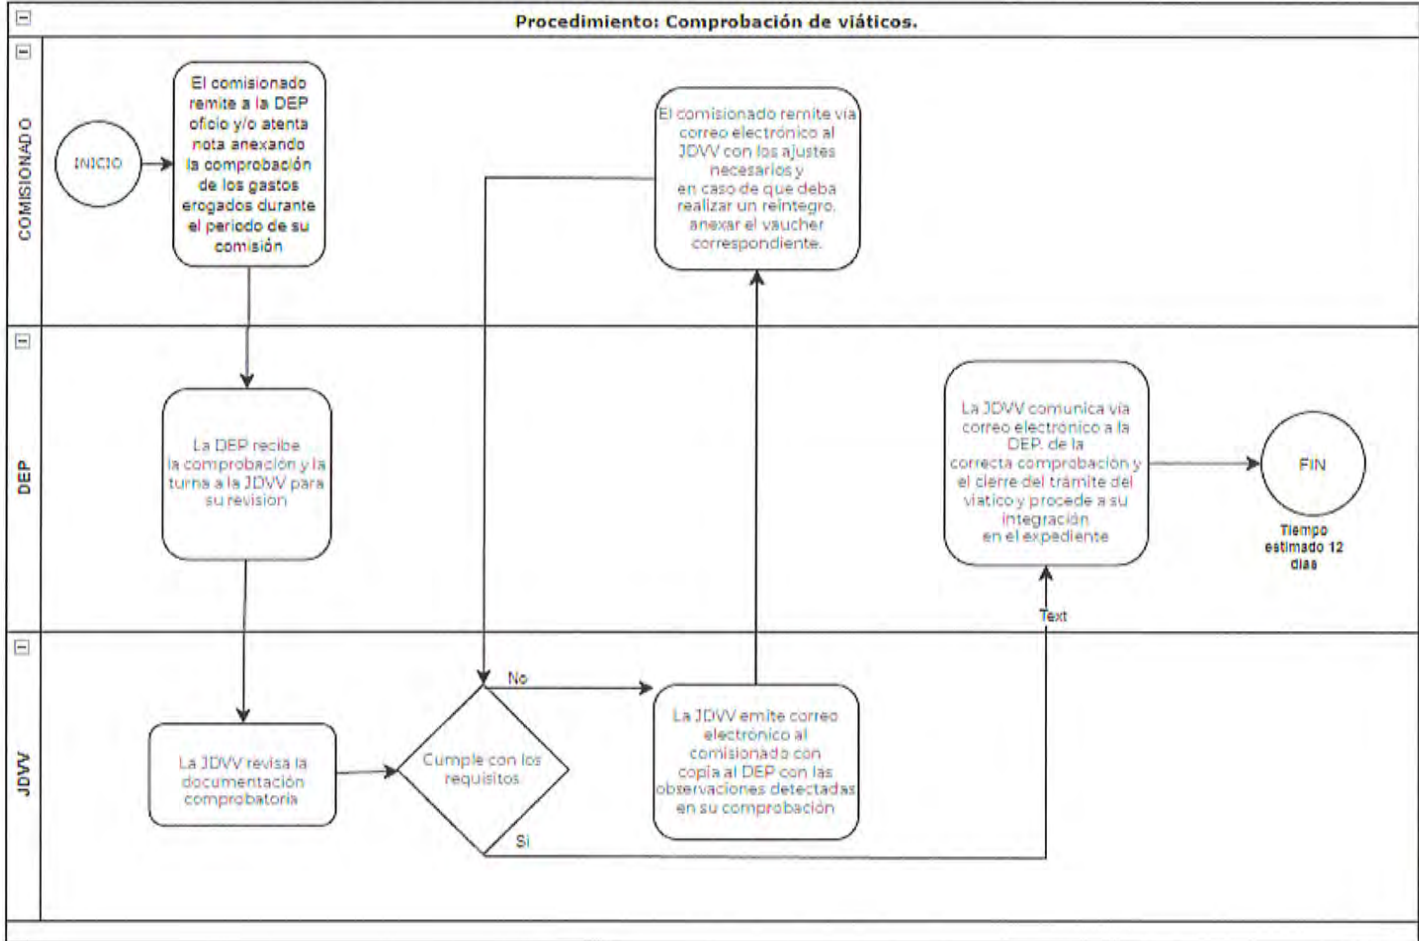 Procedimiento: Comprobación de viáticos.
COMISIONADO
INICIO
El comisionado
remite a la DEP
oficio y/o atenta
nota anexando
la comprobación
de los gastos
erogados durante
el periodo de su
comisión
El comisionado remite vía
correo electrónico al
JDVV con los ajustes
necesarios y
en caso de que deba
realizar un reintegro,
anexar el vaucher
correspondiente.
DEP
La DEP recibe
la comprobación y la
turna a la JDVV para
su revisión
La JDVV comunica vía
correo electrónico a la
DEP. de la
correcta comprobación y
el cierre del trámite del
viatico y procede a su
integración
en el expediente
FIN
Tiempo
estimado 12
dias
Text
JDVV
La JDVV revisa la
documentación
comprobatoria
Cumple con los
requisitos
No
Si
La JDVV emite correo
electrónico al
comisionado con
copia al DEP con las
observaciones detectadas
en su comprobación